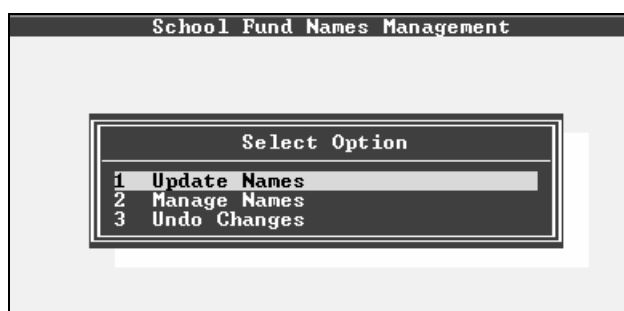 School Fund Names Management
Select Option
1 Update Names
2 Manage Names
3 Undo Changes